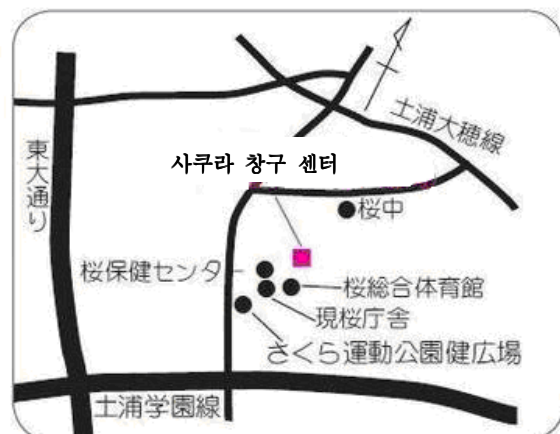 土浦大穂線
東大通り
사쿠라 창구 센터
桜中
桜保健センター
桜総合体育館
現桜庁舎
さくら運動公園健広場
土浦学園線